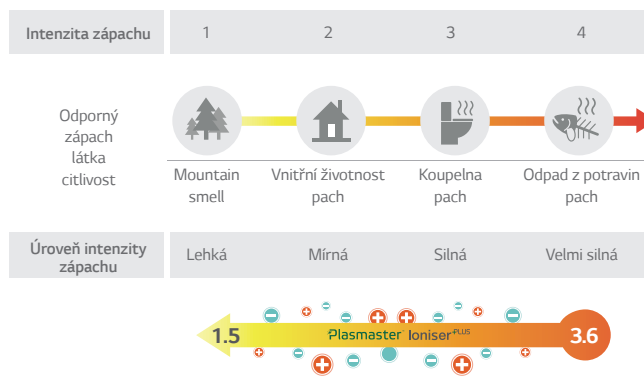 Intenzita zápachu 1 2 3 4
Odporný
zápach
látka
citlivost
Mountain
smell
Vnitřní životnost
pach
Koupelna
pach
Odpad z potravin
pach
Úroveň intenzity
zápachu
Lehká Mírná Silná Velmi silná
1.5 Plasmaster Ioniser PLUS 3.6